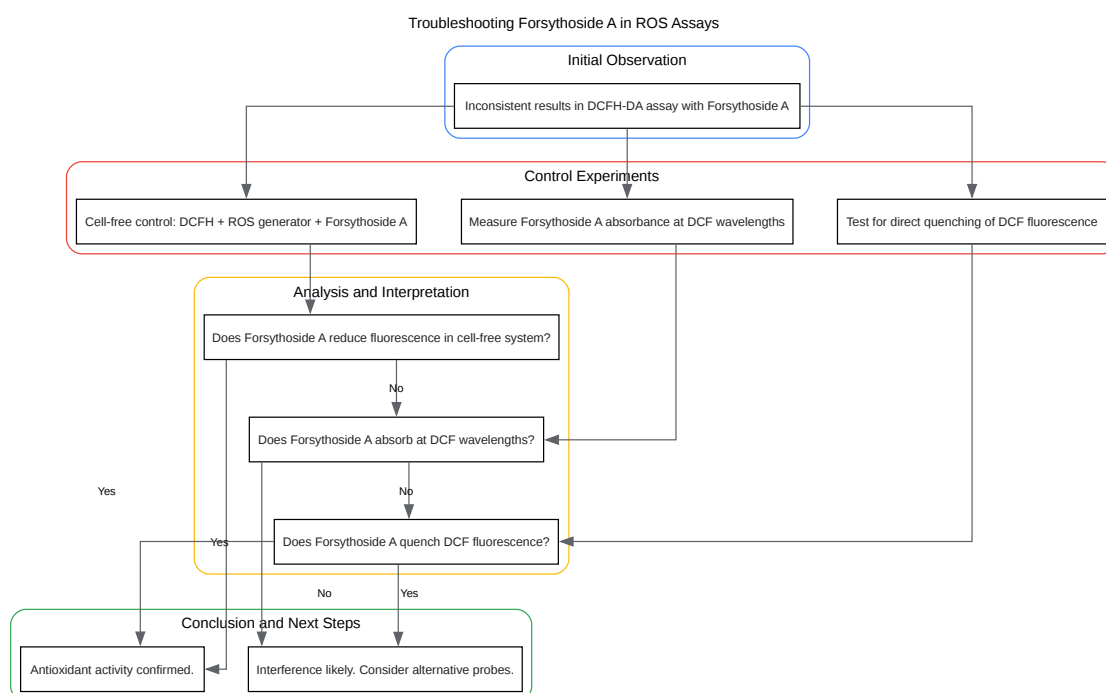 Troubleshooting Forsythoside A in ROS Assays
Initial Observation
Inconsistent results in DCFH-DA assay with Forsythoside A
Control Experiments
Cell-free control: DCFH + ROS generator + Forsythoside A
Measure Forsythoside A absorbance at DCF wavelengths
Test for direct quenching of DCF fluorescence
Analysis and Interpretation
Does Forsythoside A reduce fluorescence in cell-free system?
No
Does Forsythoside A absorb at DCF wavelengths?
Yes
No
Does Forsythoside A quench DCF fluorescence?
Yes
No
Yes
Conclusion and Next Steps
Antioxidant activity confirmed.
Interference likely. Consider alternative probes.